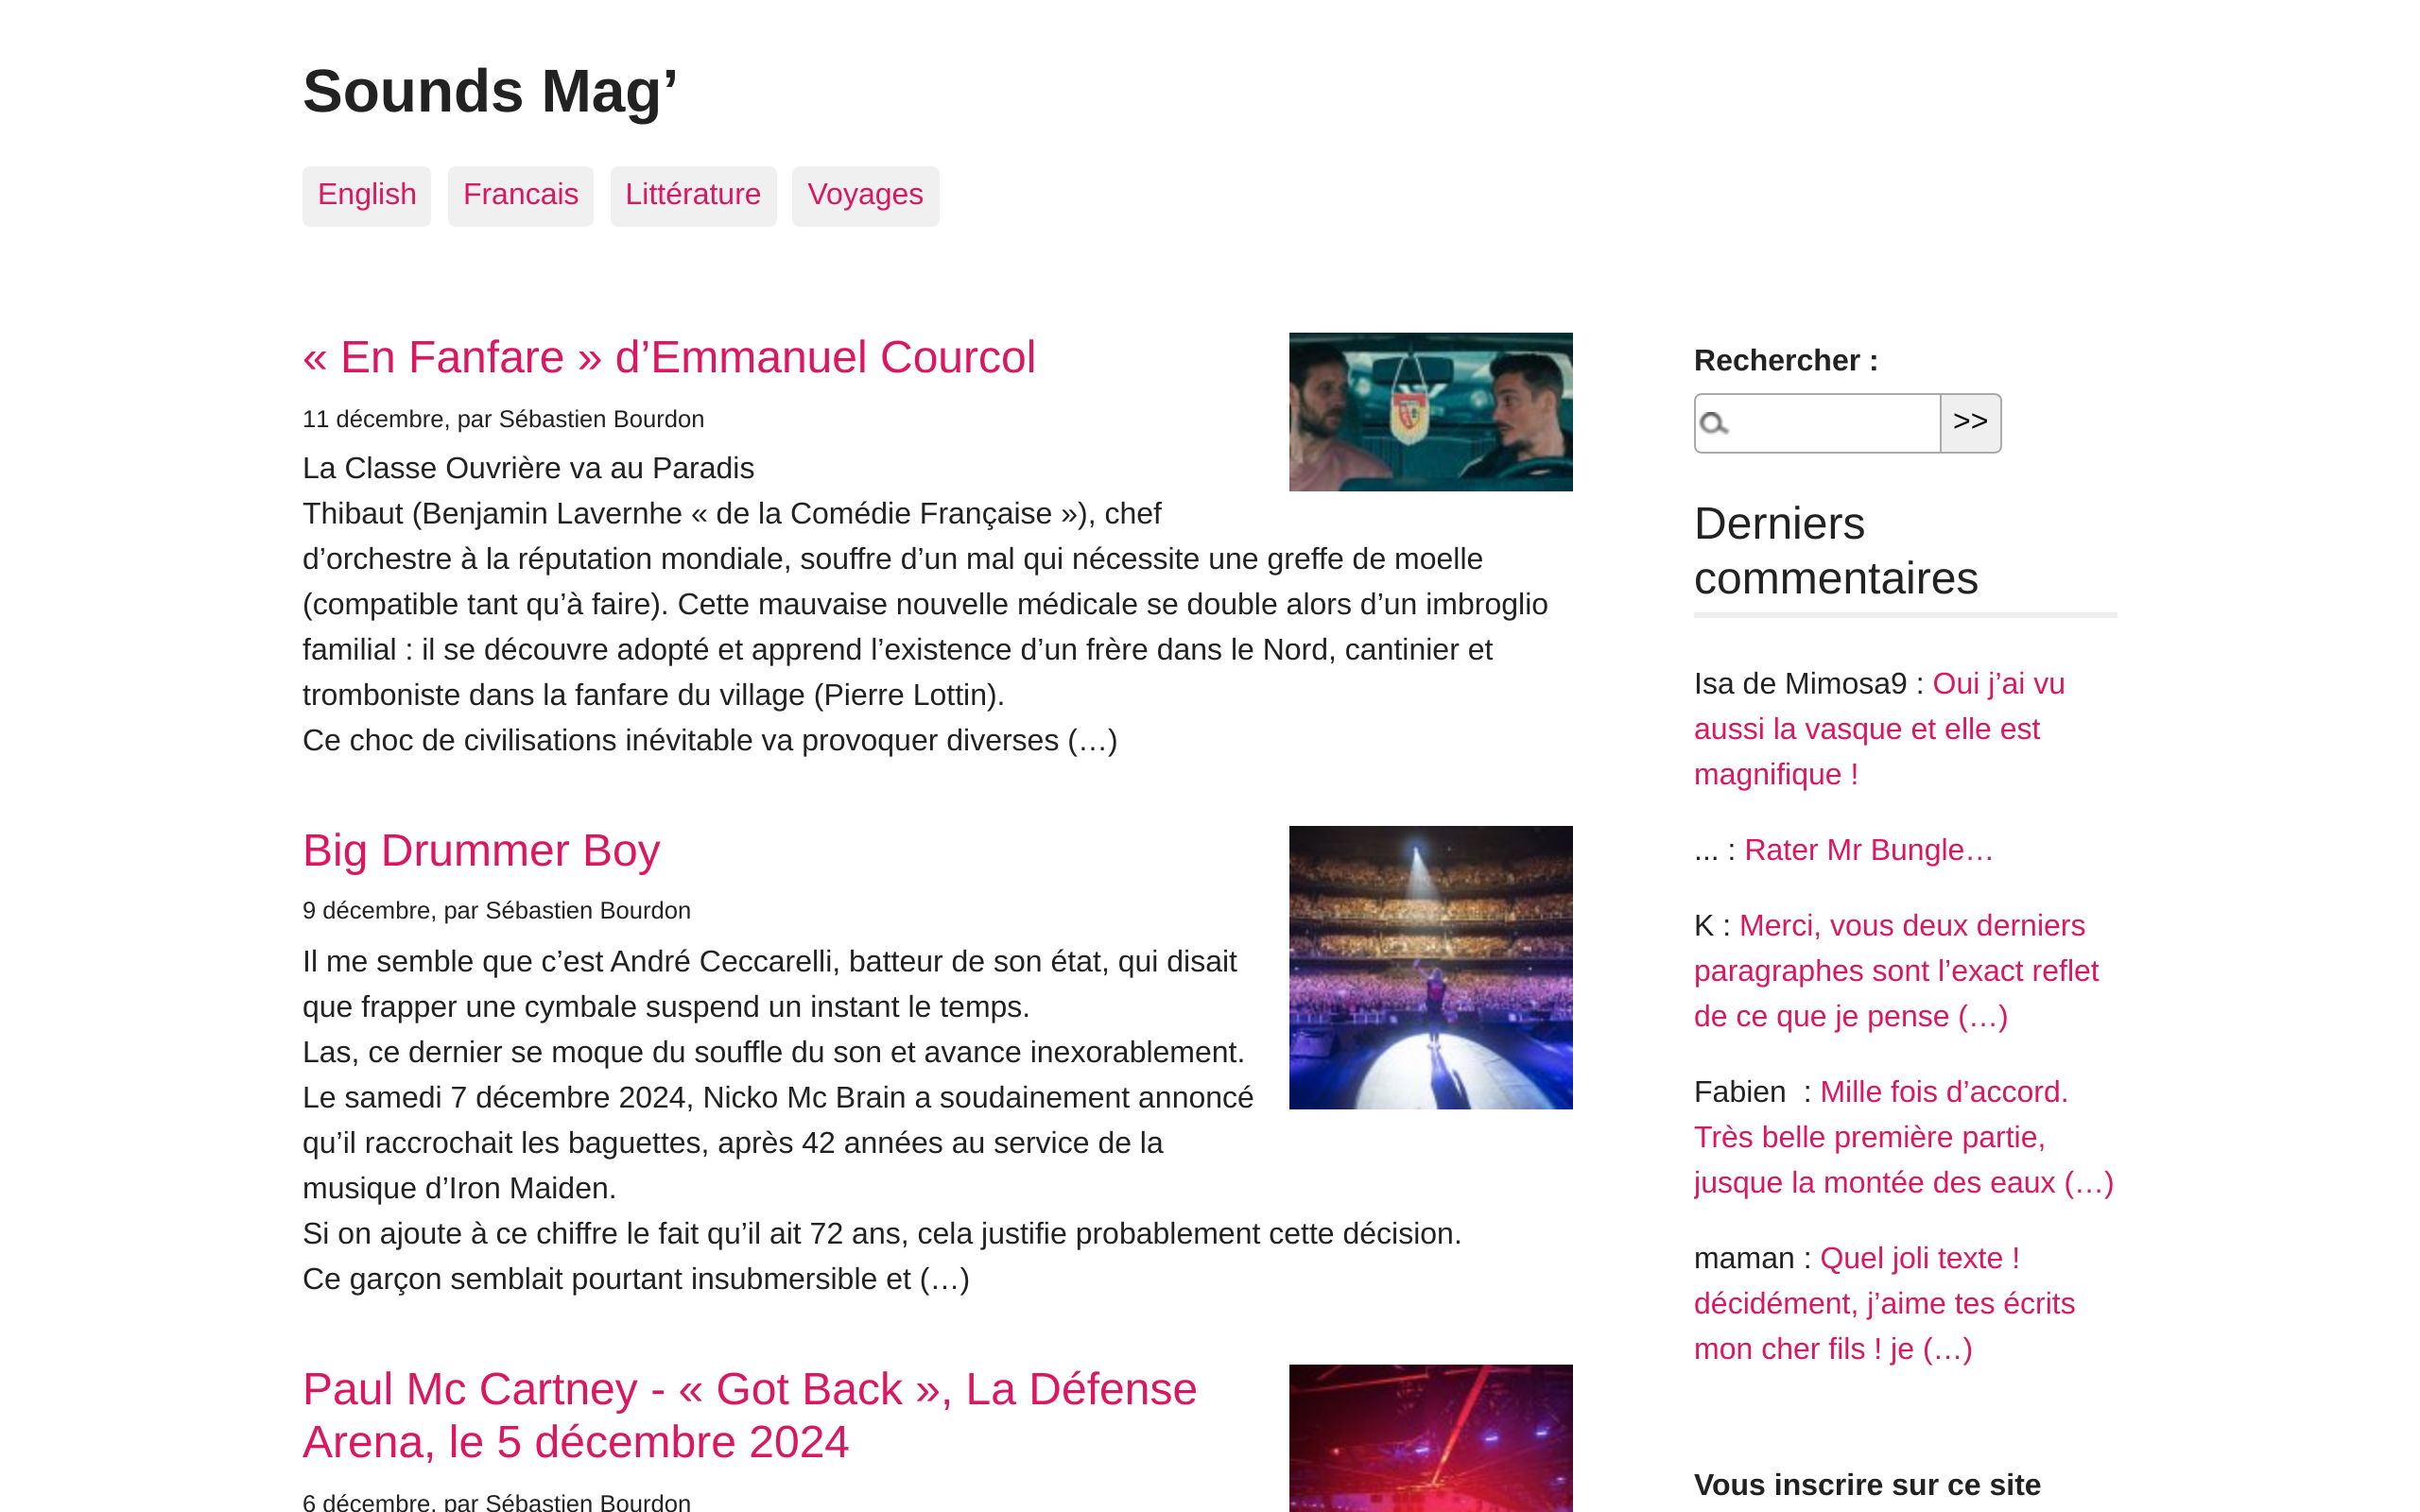 Sounds Mag’
English
Francais
Littérature
Voyages
« En Fanfare » d’Emmanuel Courcol
11 décembre, par Sébastien Bourdon
La Classe Ouvrière va au Paradis
Thibaut (Benjamin Lavernhe « de la Comédie Française »), chef
d’orchestre à la réputation mondiale, souffre d’un mal qui nécessite une greffe de moelle
(compatible tant qu’à faire). Cette mauvaise nouvelle médicale se double alors d’un imbroglio
familial : il se découvre adopté et apprend l’existence d’un frère dans le Nord, cantinier et
tromboniste dans la fanfare du village (Pierre Lottin).
Ce choc de civilisations inévitable va provoquer diverses (…)
Big Drummer Boy
9 décembre, par Sébastien Bourdon
Il me semble que c’est André Ceccarelli, batteur de son état, qui disait
que frapper une cymbale suspend un instant le temps.
Las, ce dernier se moque du souffle du son et avance inexorablement.
Le samedi 7 décembre 2024, Nicko Mc Brain a soudainement annoncé
qu’il raccrochait les baguettes, après 42 années au service de la
musique d’Iron Maiden.
Si on ajoute à ce chiffre le fait qu’il ait 72 ans, cela justifie probablement cette décision.
Ce garçon semblait pourtant insubmersible et (…)
Paul Mc Cartney - « Got Back », La Défense
Arena, le 5 décembre 2024
6 décembre, par Sébastien Bourdon
Rechercher :
>>
Derniers
commentaires
Isa de Mimosa9 : Oui j’ai vu
aussi la vasque et elle est
magnifique !
... : Rater Mr Bungle…
K : Merci, vous deux derniers
paragraphes sont l’exact reflet
de ce que je pense (…)
Fabien  : Mille fois d’accord.
Très belle première partie,
jusque la montée des eaux (…)
maman : Quel joli texte !
décidément, j’aime tes écrits
mon cher fils ! je (…)
Vous inscrire sur ce site